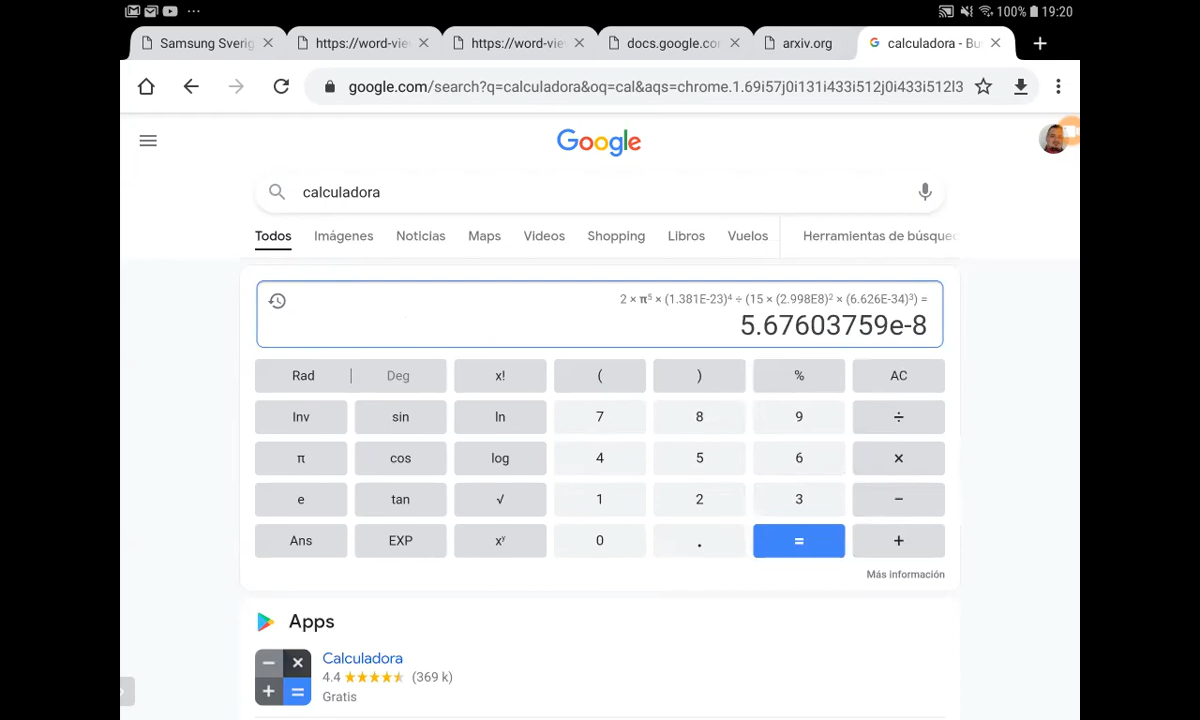 ··· 100% 19:20
Samsung Sverig × https://word-vie × https://word-vie × docs.google.co × arxiv.org calculadora - Bu × +
google.com/search?q=calculadora&oq=cal&aqs=chrome.1.69i57j0i131i433i512j0i433i512l3
Google
calculadora
Todos Imágenes Noticias Maps Videos Shopping Libros Vuelos Herramientas de búsque
2 × π⁵ × (1.381E-23)⁴ ÷ (15 × (2.998E8)² × (6.626E-34)³) =
5.67603759e-8
Rad | Deg x! ( ) % AC
Inv sin ln 7 8 9 ÷
π cos log 4 5 6 ×
e tan √ 1 2 3 −
Ans EXP xʸ 0 . = +
Más información
Apps
− × + =
Calculadora
4.4 ★★★★★ (369 k)
Gratis